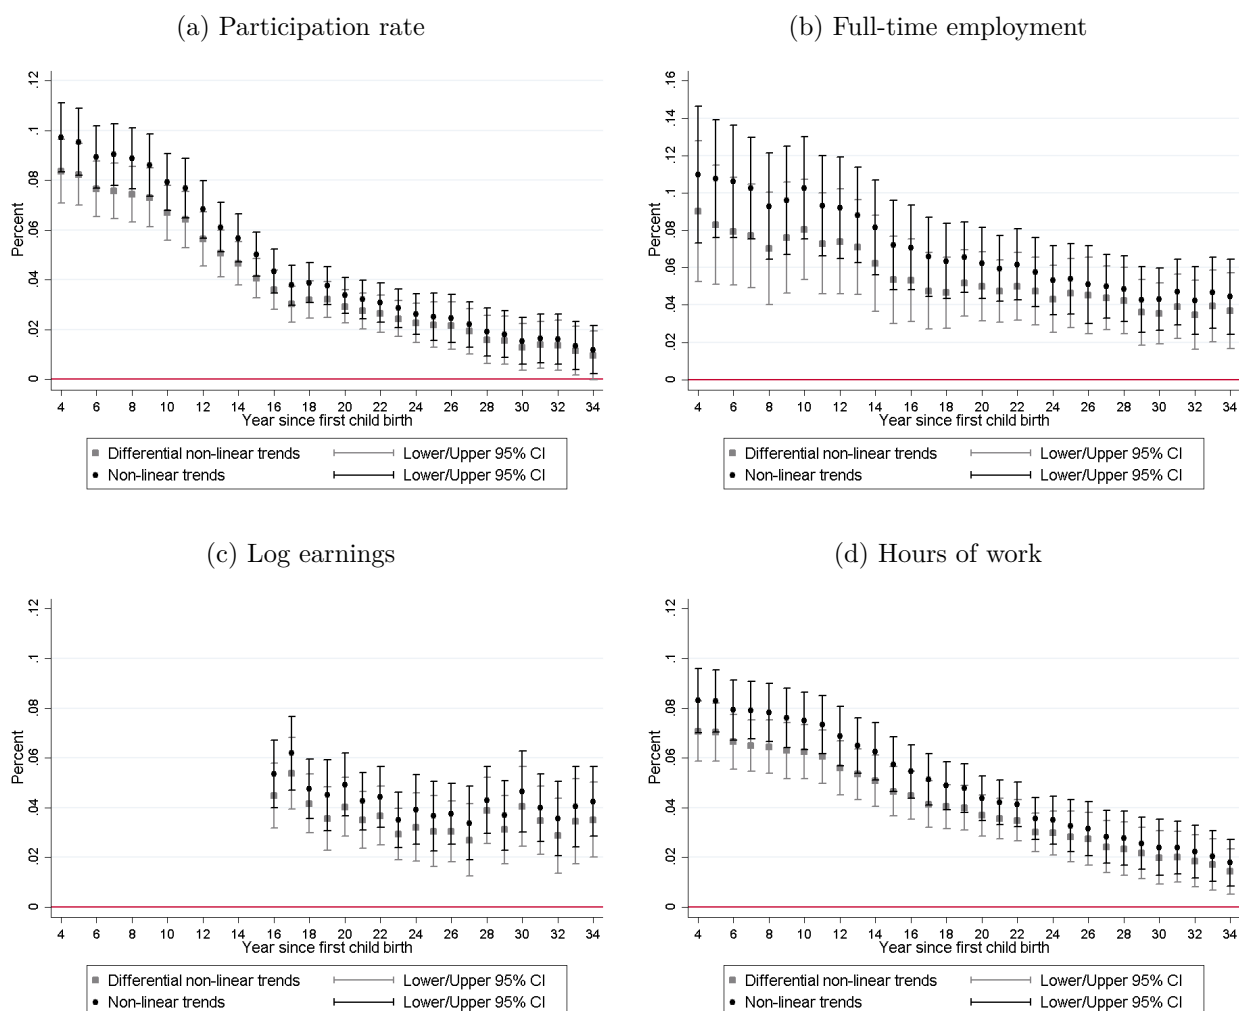 (a) Participation rate
Percent
0 .02 .04 .06 .08 .1 .12
4 6 8 10 12 14 16 18 20 22 24 26 28 30 32 34
Year since first child birth
Differential non-linear trends Lower/Upper 95% CI
Non-linear trends Lower/Upper 95% CI
(b) Full-time employment
Percent
0 .02 .04 .06 .08 .1 .12 .14 .16
4 6 8 10 12 14 16 18 20 22 24 26 28 30 32 34
Year since first child birth
Differential non-linear trends Lower/Upper 95% CI
Non-linear trends Lower/Upper 95% CI
(c) Log earnings
Percent
0 .02 .04 .06 .08 .1 .12
4 6 8 10 12 14 16 18 20 22 24 26 28 30 32 34
Year since first child birth
Differential non-linear trends Lower/Upper 95% CI
Non-linear trends Lower/Upper 95% CI
(d) Hours of work
Percent
0 .02 .04 .06 .08 .1 .12
4 6 8 10 12 14 16 18 20 22 24 26 28 30 32 34
Year since first child birth
Differential non-linear trends Lower/Upper 95% CI
Non-linear trends Lower/Upper 95% CI